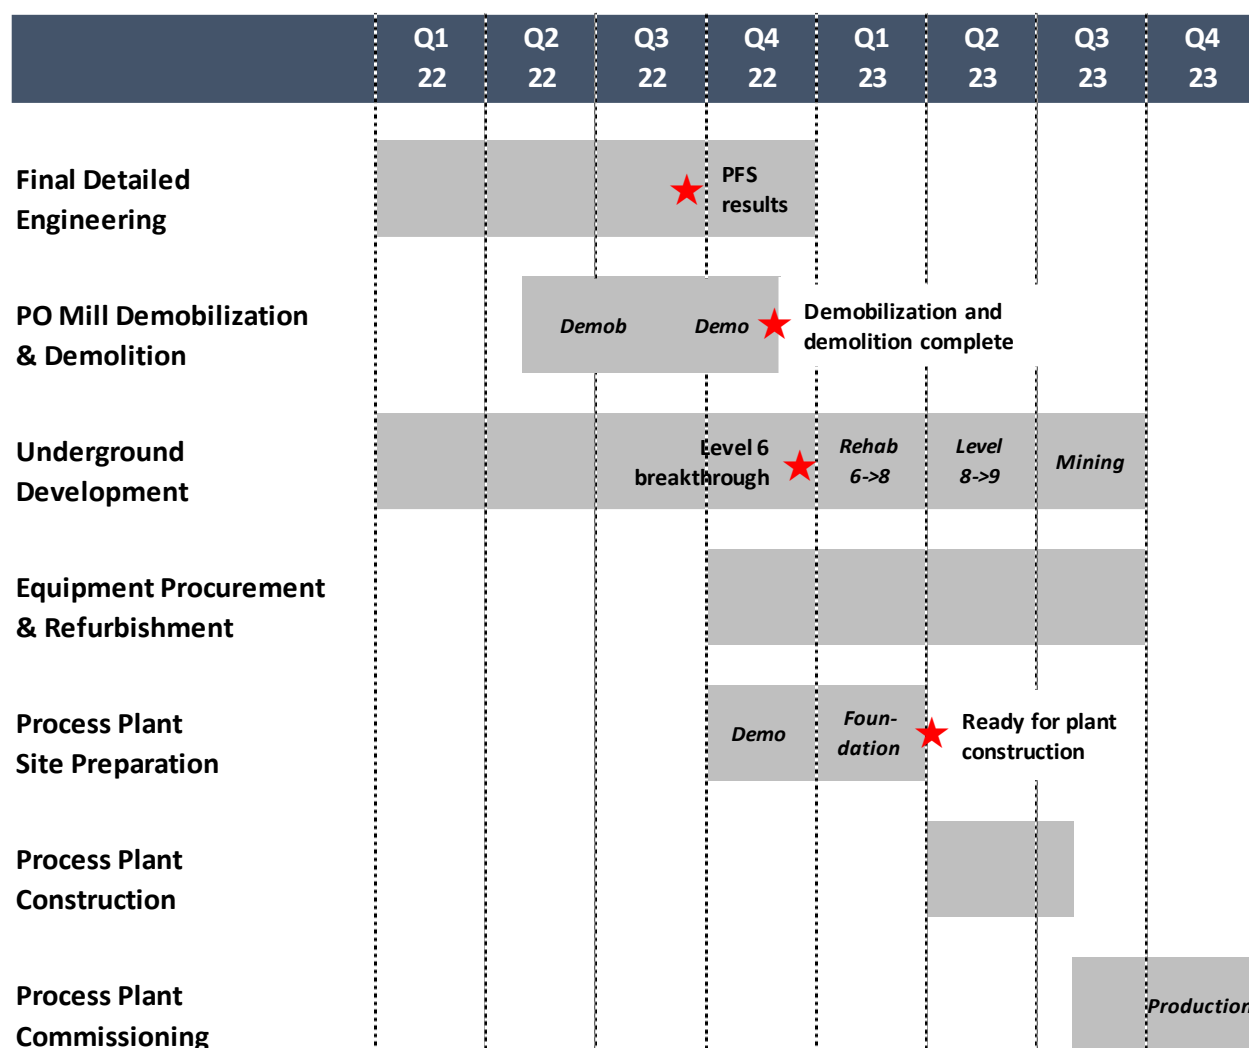 Q1 Q2 Q3 Q4 Q1 Q2 Q3 Q4
22 22 22 22 23 23 23 23
Final Detailed
Engineering
PFS
results
PO Mill Demobilization
& Demolition
Demob
Demo
Demobilization and
demolition complete
Underground
Development
Level 6
breakthrough
Rehab
6->8
Level
8->9
Mining
Equipment Procurement
& Refurbishment
Process Plant
Site Preparation
Demo
Foun-
dation
Ready for plant
construction
Process Plant
Construction
Process Plant
Commissioning
Production